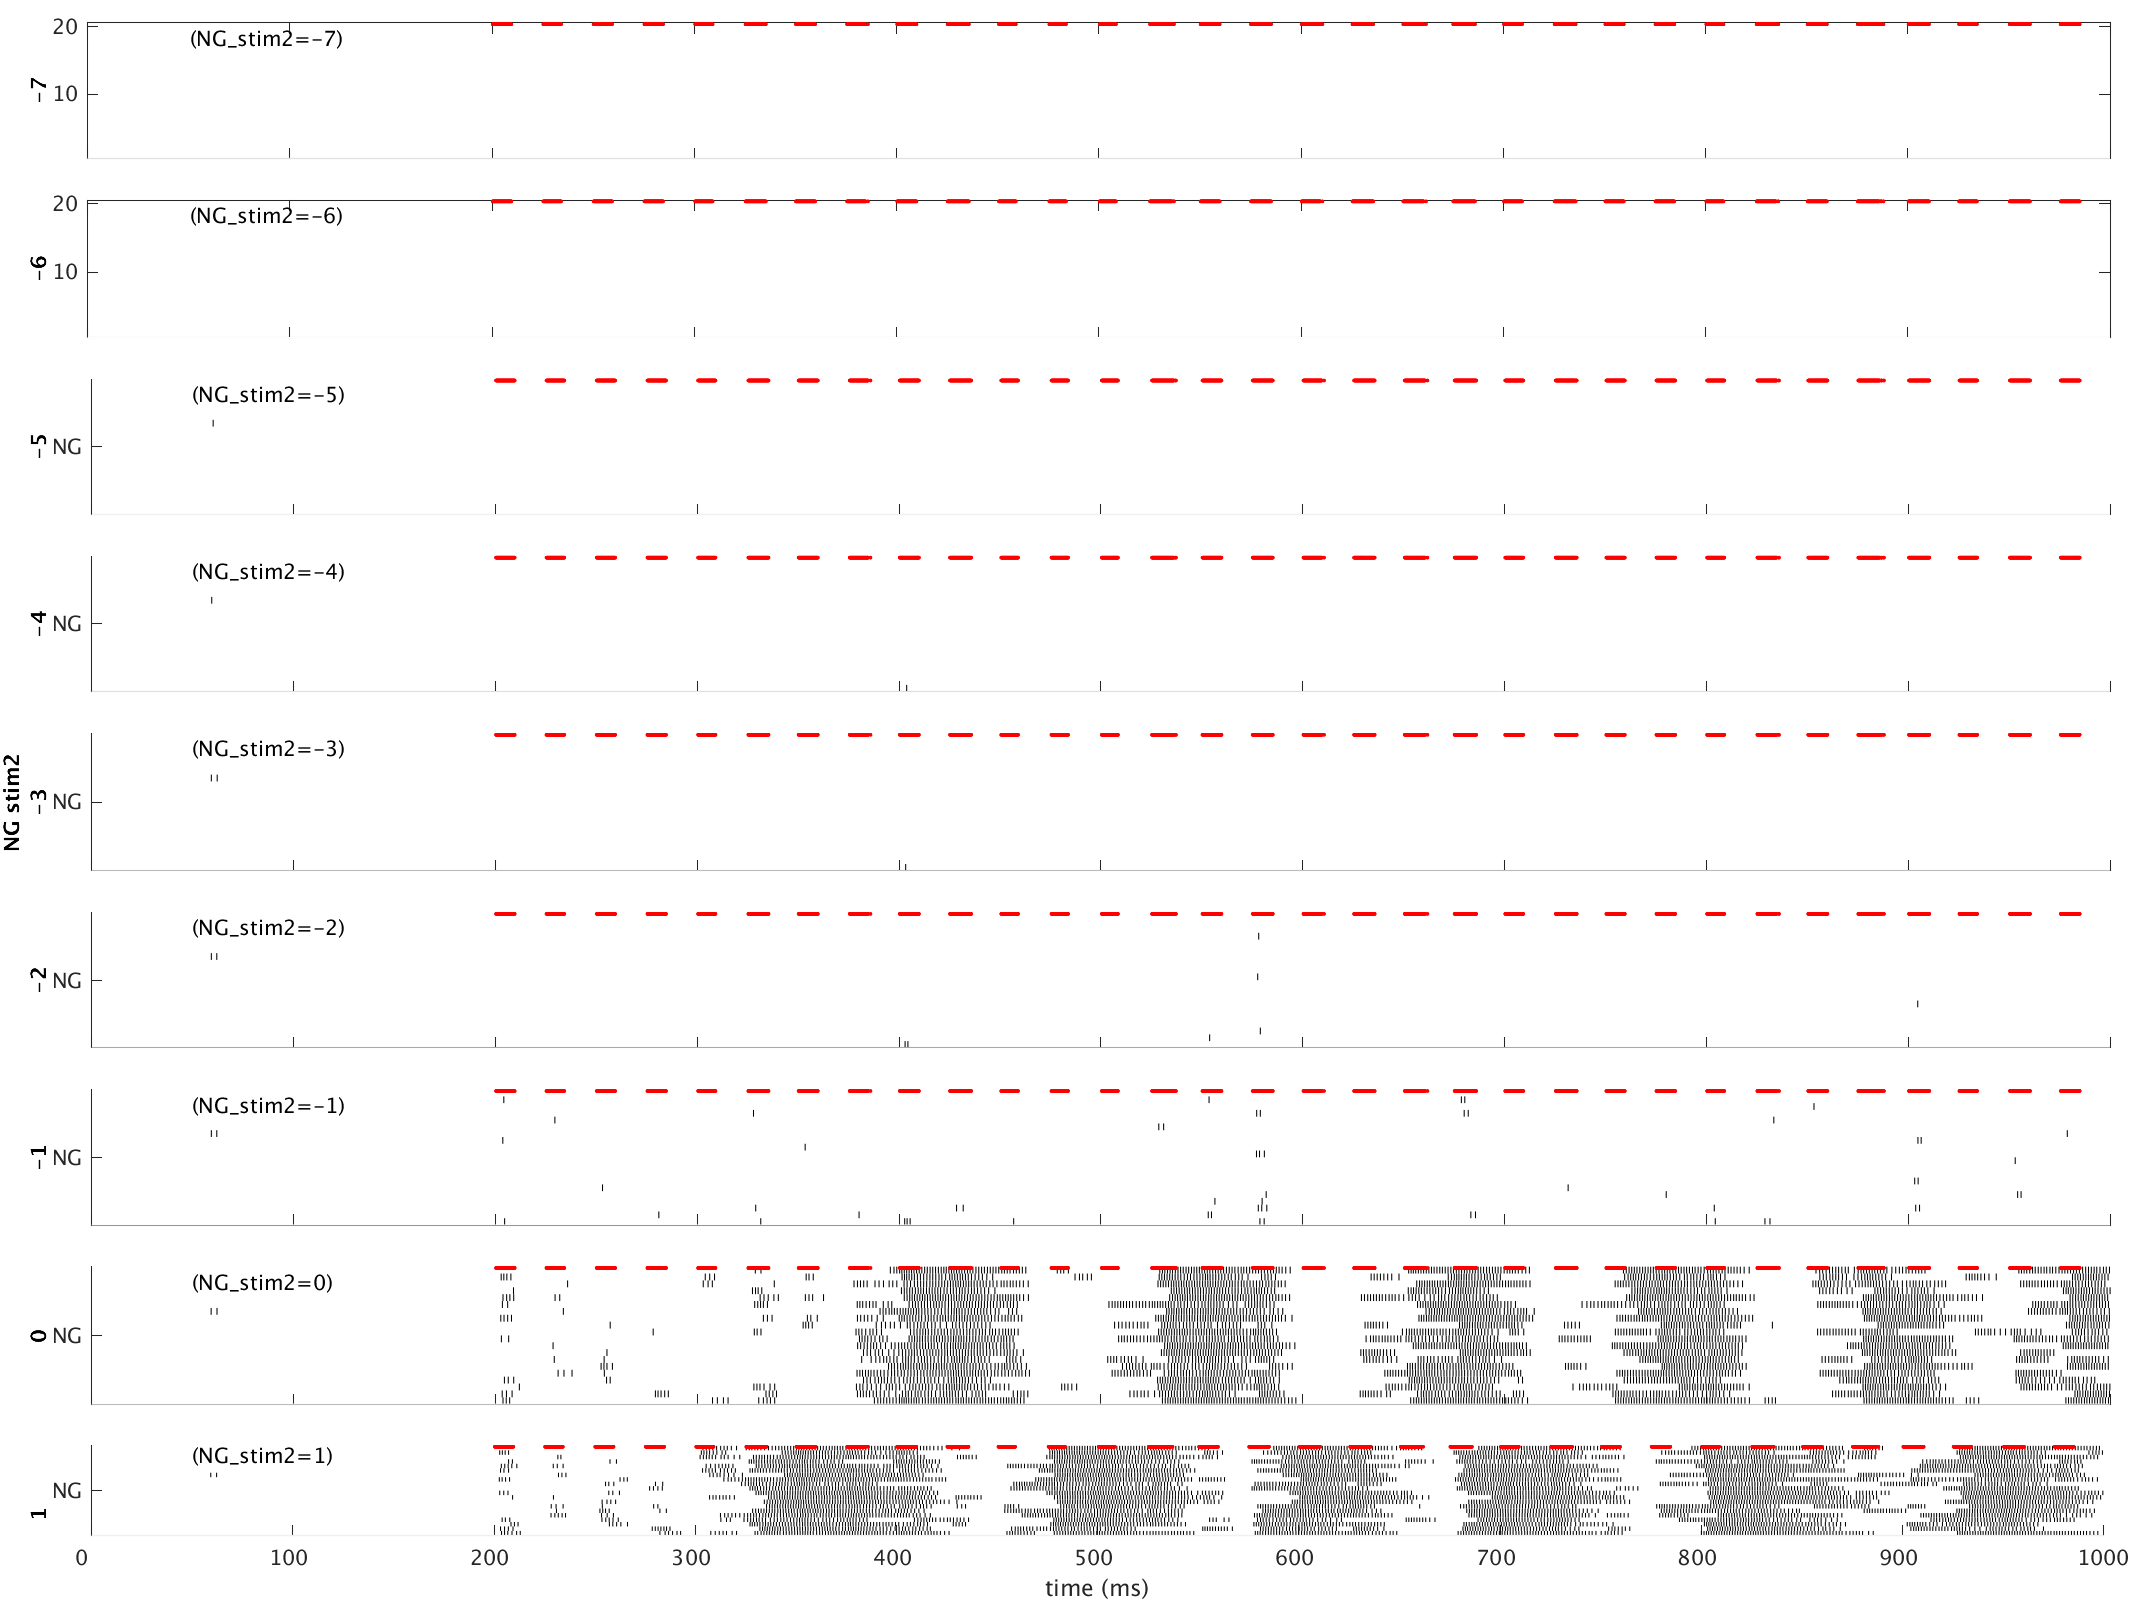 20
(NG_stim2=-7)
-7
10
20
(NG_stim2=-6)
-6
10
(NG_stim2=-5)
-5
NG
(NG_stim2=-4)
-4
NG
(NG_stim2=-3)
NG stim2
-3
NG
(NG_stim2=-2)
-2
NG
(NG_stim2=-1)
-1
NG
(NG_stim2=0)
0
NG
(NG_stim2=1)
1
NG
0 100 200 300 400 500 600 700 800 900 1000
time (ms)